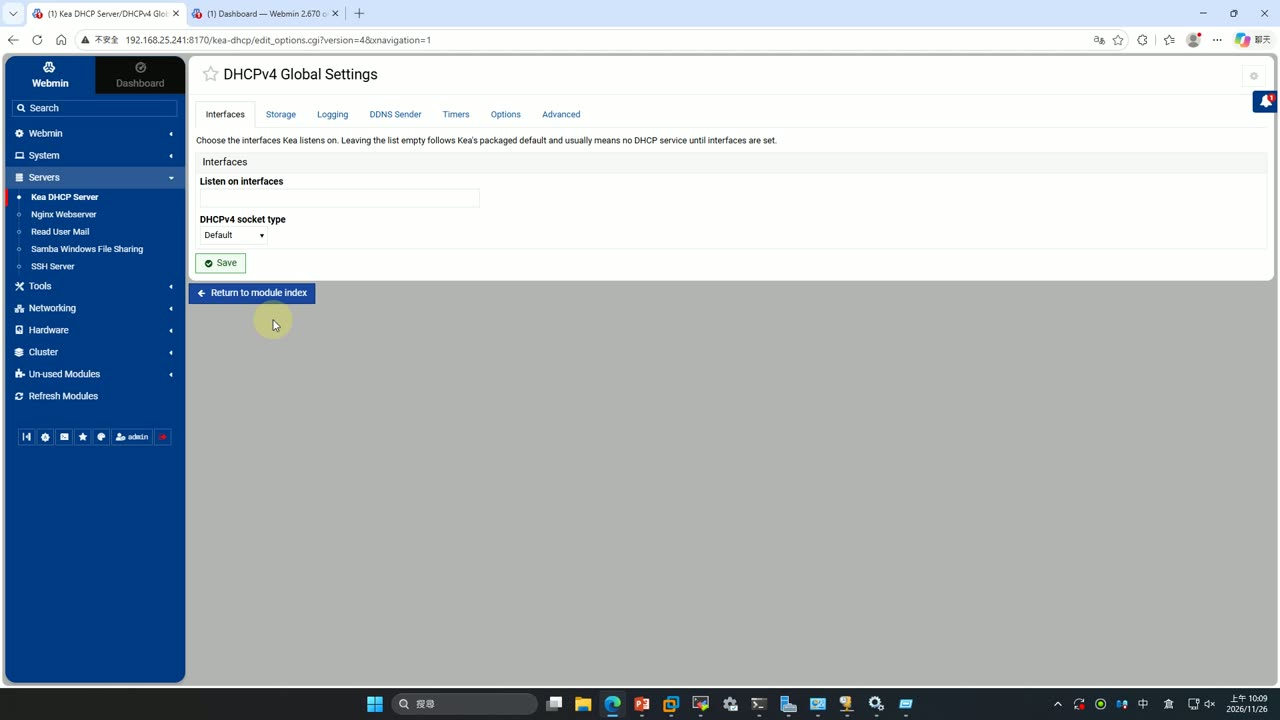 (1) Kea DHCP Server/DHCPv4 Glo
(1) Dashboard — Webmin 2.670 o
不安全 192.168.25.241:8170/kea-dhcp/edit_options.cgi?version=4&xnavigation=1
聊天
Webmin
Dashboard
Search
Webmin
System
Servers
Kea DHCP Server
Nginx Webserver
Read User Mail
Samba Windows File Sharing
SSH Server
Tools
Networking
Hardware
Cluster
Un-used Modules
Refresh Modules
admin
DHCPv4 Global Settings
1
Interfaces Storage Logging DDNS Sender Timers Options Advanced
Choose the interfaces Kea listens on. Leaving the list empty follows Kea's packaged default and usually means no DHCP service until interfaces are set.
Interfaces
Listen on interfaces
DHCPv4 socket type
Default
Save
Return to module index
搜尋
中
上午 10:09
2026/11/26